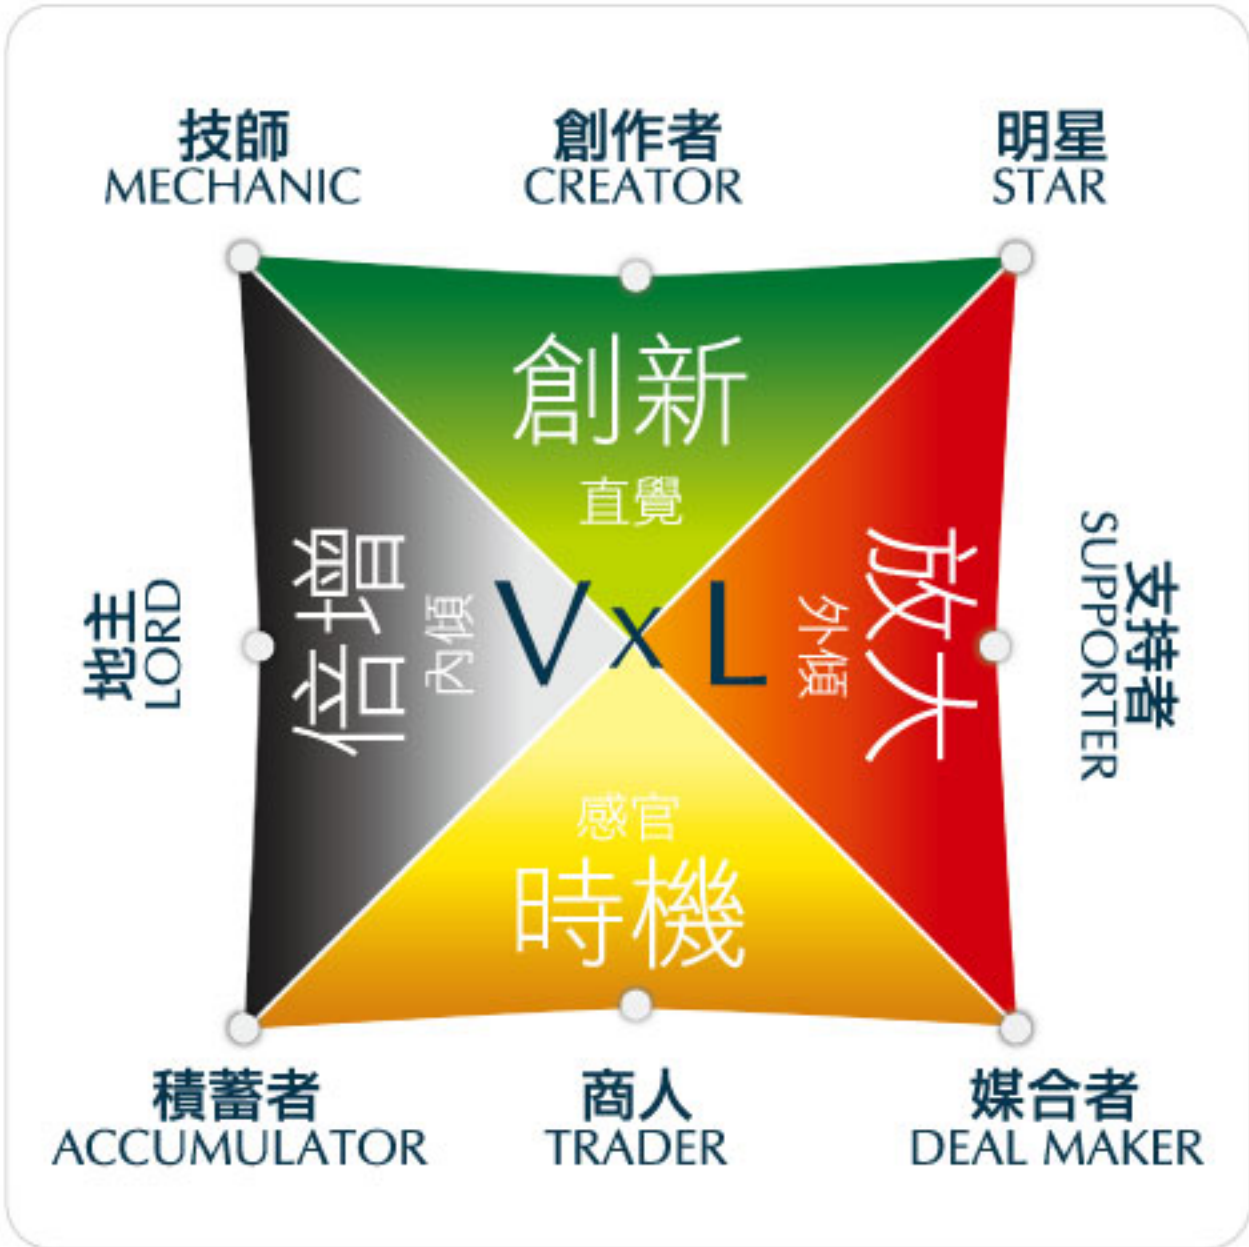 技師
MECHANIC
創作者
CREATOR
明星
STAR
創新
直覺
地主
LORD
倍增
內傾
V x L
外傾
放大
支持者
SUPPORTER
感官
時機
積蓄者
ACCUMULATOR
商人
TRADER
媒合者
DEAL MAKER